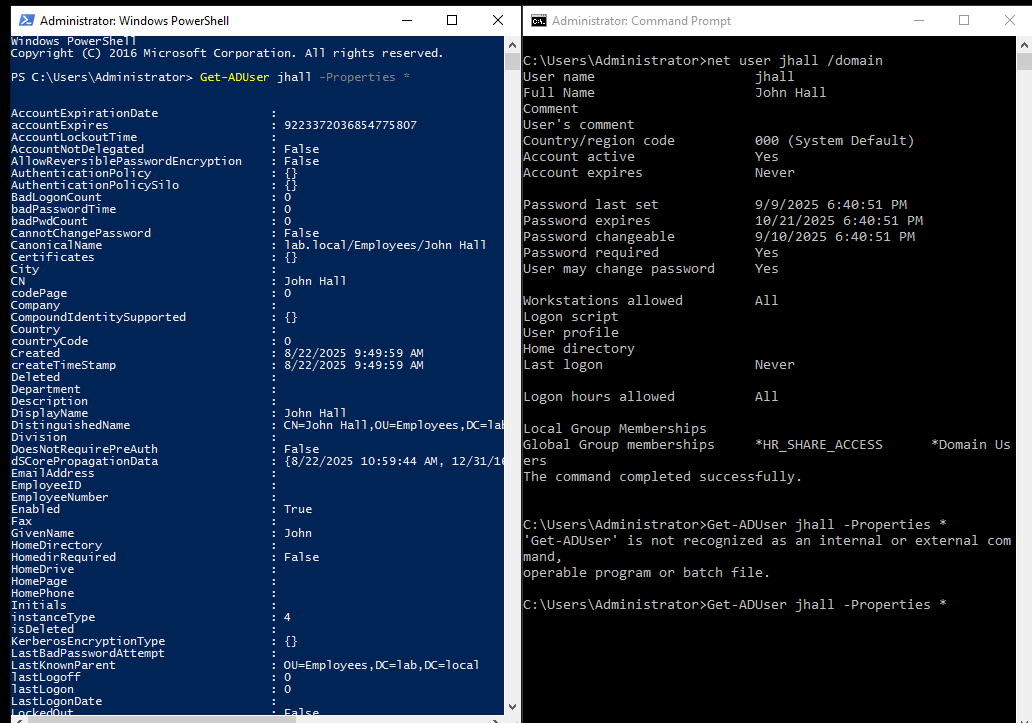 Administrator: Windows PowerShell
Windows PowerShell
Copyright (C) 2016 Microsoft Corporation. All rights reserved.
PS C:\Users\Administrator> Get-ADUser jhall -Properties *
AccountExpirationDate :
accountExpires : 9223372036854775807
AccountLockoutTime :
AccountNotDelegated : False
AllowReversiblePasswordEncryption : False
AuthenticationPolicy : {}
AuthenticationPolicySilo : {}
BadLogonCount : 0
badPasswordTime : 0
badPwdCount : 0
CannotChangePassword : False
CanonicalName : lab.local/Employees/John Hall
Certificates : {}
City :
CN : John Hall
codePage : 0
Company :
CompoundIdentitySupported : {}
Country :
countryCode : 0
Created : 8/22/2025 9:49:59 AM
createTimeStamp : 8/22/2025 9:49:59 AM
Deleted :
Department :
Description :
DisplayName : John Hall
DistinguishedName : CN=John Hall,OU=Employees,DC=lab
Division :
DoesNotRequirePreAuth : False
dSCorePropagationData : {8/22/2025 10:59:44 AM, 12/31/16
EmailAddress :
EmployeeID :
EmployeeNumber :
Enabled : True
Fax :
GivenName : John
HomeDirectory :
HomedirRequired : False
HomeDrive :
HomePage :
HomePhone :
Initials :
instanceType : 4
isDeleted :
KerberosEncryptionType : {}
LastBadPasswordAttempt :
LastKnownParent : OU=Employees,DC=lab,DC=local
lastLogoff : 0
lastLogon : 0
LastLogonDate :
LockedOut : False
Administrator: Command Prompt
C:\Users\Administrator>net user jhall /domain
User name jhall
Full Name John Hall
Comment
User's comment
Country/region code 000 (System Default)
Account active Yes
Account expires Never
Password last set 9/9/2025 6:40:51 PM
Password expires 10/21/2025 6:40:51 PM
Password changeable 9/10/2025 6:40:51 PM
Password required Yes
User may change password Yes
Workstations allowed All
Logon script
User profile
Home directory
Last logon Never
Logon hours allowed All
Local Group Memberships
Global Group memberships *HR_SHARE_ACCESS *Domain Us
ers
The command completed successfully.
C:\Users\Administrator>Get-ADUser jhall -Properties *
'Get-ADUser' is not recognized as an internal or external com
mand,
operable program or batch file.
C:\Users\Administrator>Get-ADUser jhall -Properties *